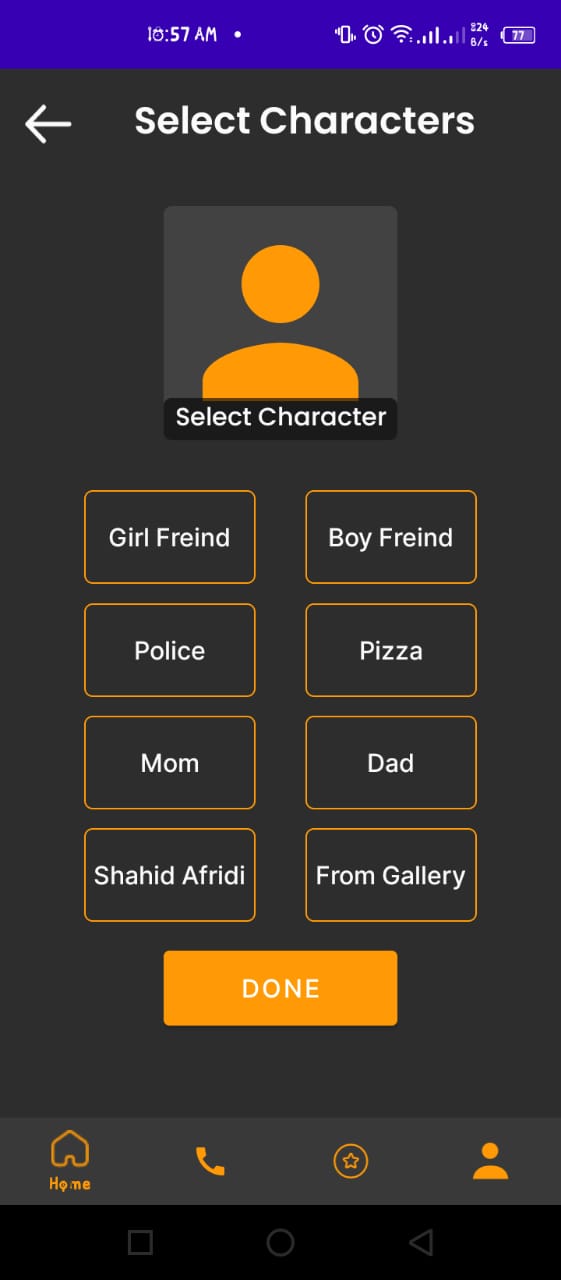 10:57 AM
824
B/s
77
Select Characters
Select Character
Girl Freind
Boy Freind
Police
Pizza
Mom
Dad
Shahid Afridi
From Gallery
DONE
Home